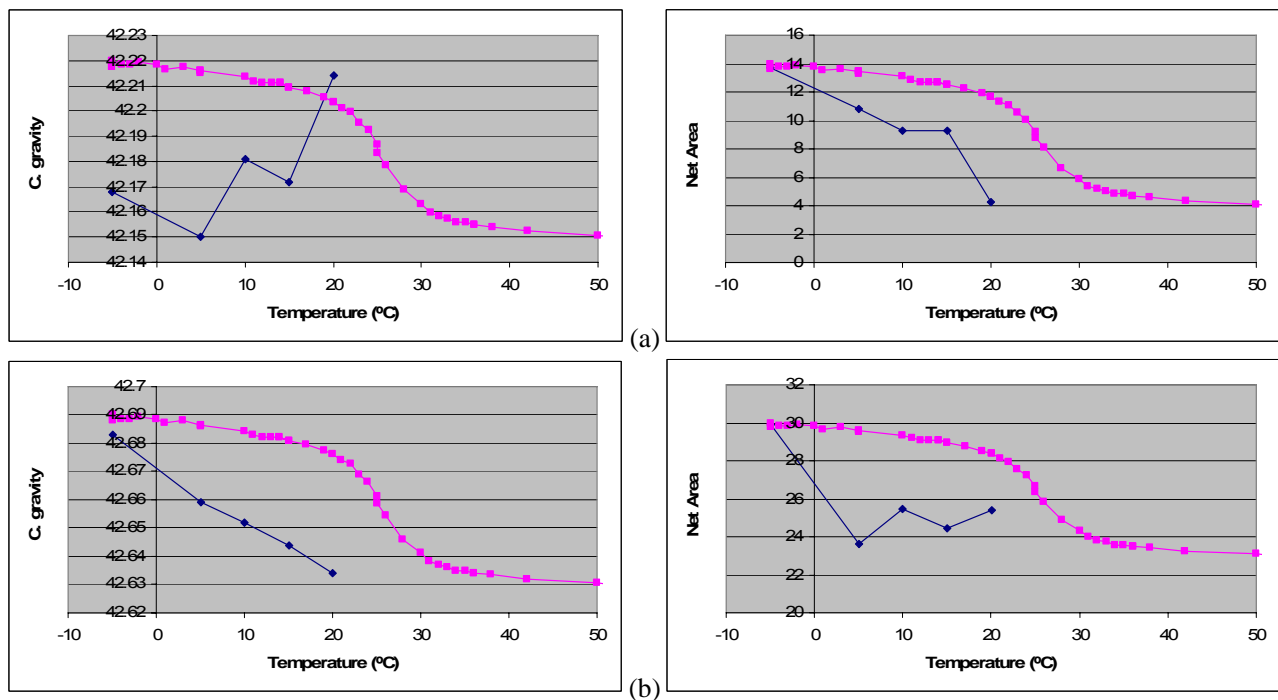 42.23
42.22
42.21
42.2
42.19
42.18
42.17
42.16
42.15
42.14
C. gravity
-10 0 10 20 30 40 50
Temperature (ºC)
16
14
12
10
8
6
4
2
0
Net Area
-10 0 10 20 30 40 50
Temperature (ºC)
(a)
42.7
42.69
42.68
42.67
42.66
42.65
42.64
42.63
42.62
C. gravity
-10 0 10 20 30 40 50
Temperature (ºC)
32
30
28
26
24
22
20
Net Area
-10 0 10 20 30 40 50
Temperature (ºC)
(b)